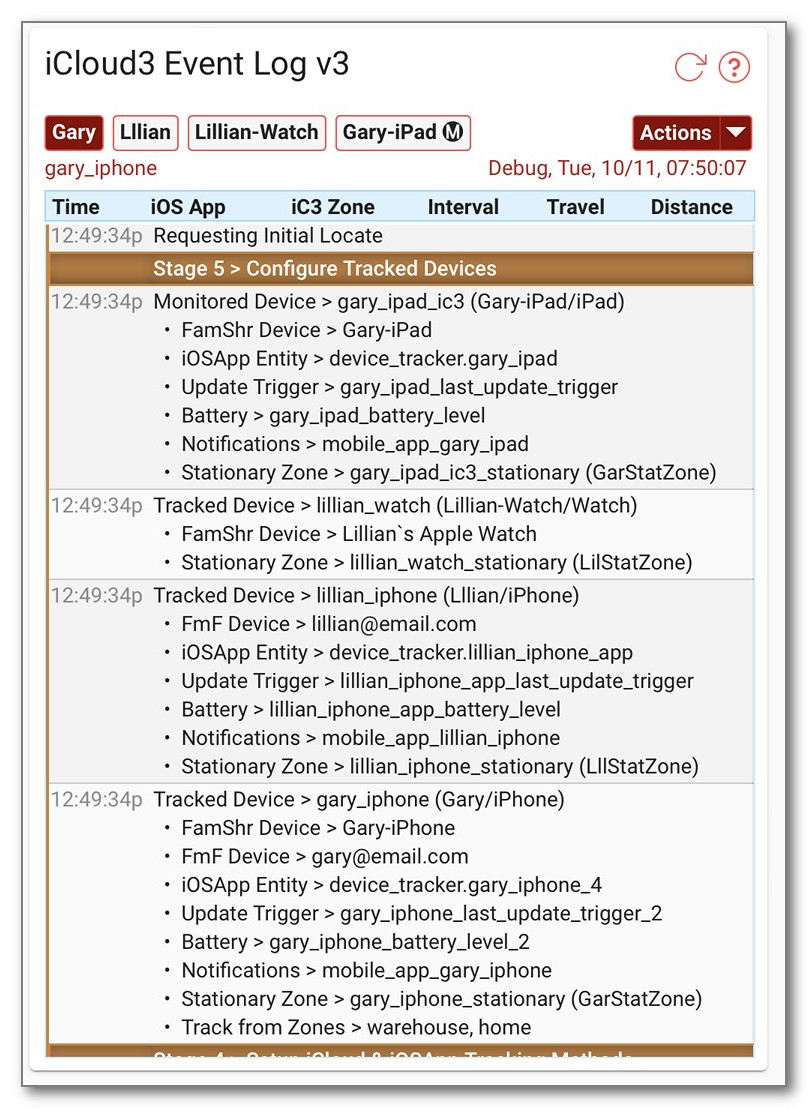 iCloud3 Event Log v3
?
Gary Lllian Lillian-Watch Gary-iPad M Actions
gary_iphone Debug, Tue, 10/11, 07:50:07
Time iOS App iC3 Zone Interval Travel Distance
12:49:34p Requesting Initial Locate
Stage 5 > Configure Tracked Devices
12:49:34p Monitored Device > gary_ipad_ic3 (Gary-iPad/iPad)
• FamShr Device > Gary-iPad
• iOSApp Entity > device_tracker.gary_ipad
• Update Trigger > gary_ipad_last_update_trigger
• Battery > gary_ipad_battery_level
• Notifications > mobile_app_gary_ipad
• Stationary Zone > gary_ipad_ic3_stationary (GarStatZone)
12:49:34p Tracked Device > lillian_watch (Lillian-Watch/Watch)
• FamShr Device > Lillian`s Apple Watch
• Stationary Zone > lillian_watch_stationary (LilStatZone)
12:49:34p Tracked Device > lillian_iphone (Lllian/iPhone)
• FmF Device > lillian@email.com
• iOSApp Entity > device_tracker.lillian_iphone_app
• Update Trigger > lillian_iphone_app_last_update_trigger
• Battery > lillian_iphone_app_battery_level
• Notifications > mobile_app_lillian_iphone
• Stationary Zone > lillian_iphone_stationary (LllStatZone)
12:49:34p Tracked Device > gary_iphone (Gary/iPhone)
• FamShr Device > Gary-iPhone
• FmF Device > gary@email.com
• iOSApp Entity > device_tracker.gary_iphone_4
• Update Trigger > gary_iphone_last_update_trigger_2
• Battery > gary_iphone_battery_level_2
• Notifications > mobile_app_gary_iphone
• Stationary Zone > gary_iphone_stationary (GarStatZone)
• Track from Zones > warehouse, home
Stage 4 > Setup iCloud & iOSApp Tracking Methods